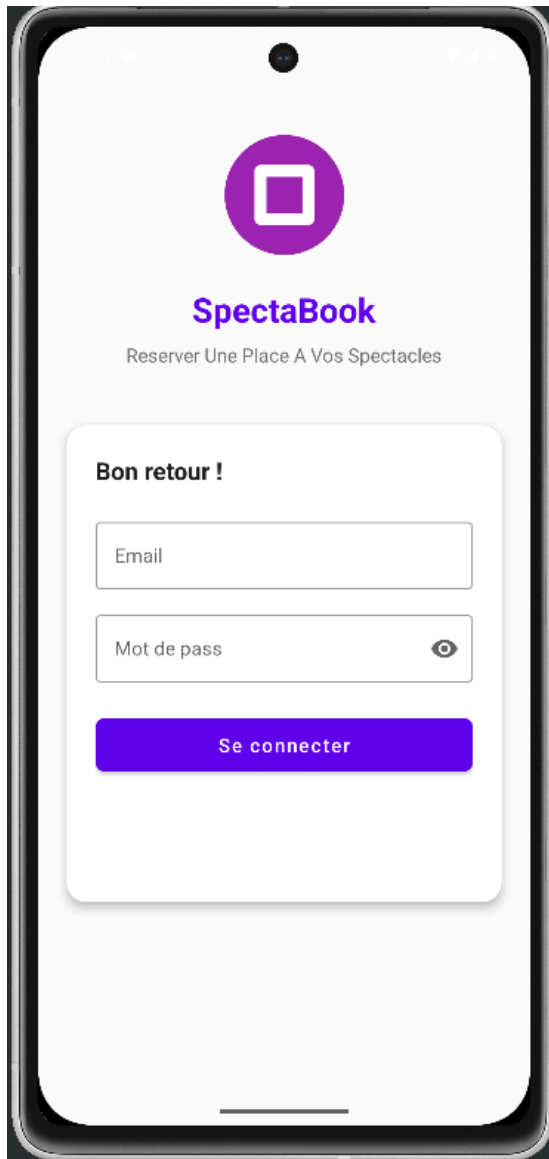 SpectaBook
Reserver Une Place A Vos Spectacles
Bon retour !
Email
Mot de pass
Se connecter